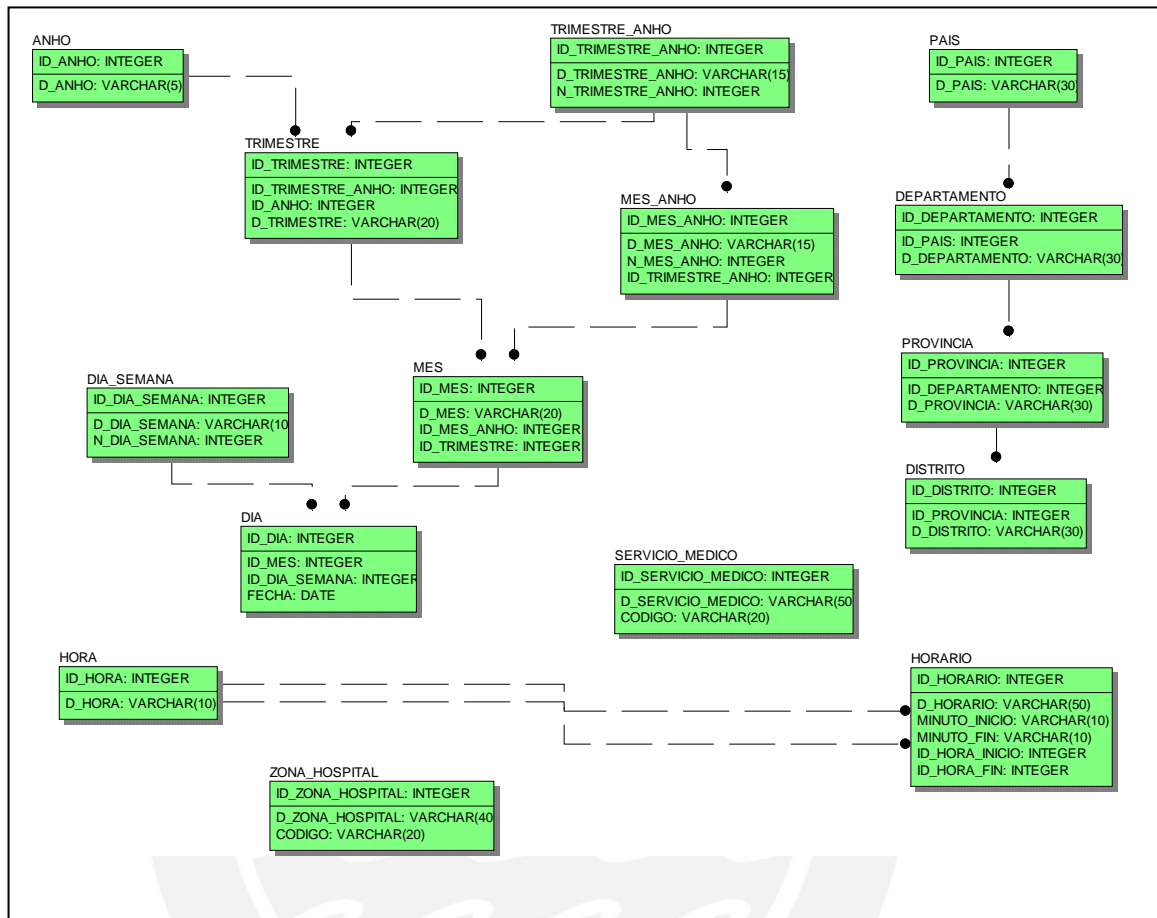 ANHO
ID_ANHO: INTEGER
D_ANHO: VARCHAR(5)
TRIMESTRE_ANHO
ID_TRIMESTRE_ANHO: INTEGER
D_TRIMESTRE_ANHO: VARCHAR(15)
N_TRIMESTRE_ANHO: INTEGER
PAIS
ID_PAIS: INTEGER
D_PAIS: VARCHAR(30)
TRIMESTRE
ID_TRIMESTRE: INTEGER
ID_TRIMESTRE_ANHO: INTEGER
ID_ANHO: INTEGER
D_TRIMESTRE: VARCHAR(20)
MES_ANHO
ID_MES_ANHO: INTEGER
D_MES_ANHO: VARCHAR(15)
N_MES_ANHO: INTEGER
ID_TRIMESTRE_ANHO: INTEGER
DEPARTAMENTO
ID_DEPARTAMENTO: INTEGER
ID_PAIS: INTEGER
D_DEPARTAMENTO: VARCHAR(30)
PROVINCIA
ID_PROVINCIA: INTEGER
ID_DEPARTAMENTO: INTEGER
D_PROVINCIA: VARCHAR(30)
DIA_SEMANA
ID_DIA_SEMANA: INTEGER
D_DIA_SEMANA: VARCHAR(10
N_DIA_SEMANA: INTEGER
MES
ID_MES: INTEGER
D_MES: VARCHAR(20)
ID_MES_ANHO: INTEGER
ID_TRIMESTRE: INTEGER
DISTRITO
ID_DISTRITO: INTEGER
ID_PROVINCIA: INTEGER
D_DISTRITO: VARCHAR(30)
DIA
ID_DIA: INTEGER
ID_MES: INTEGER
ID_DIA_SEMANA: INTEGER
FECHA: DATE
SERVICIO_MEDICO
ID_SERVICIO_MEDICO: INTEGER
D_SERVICIO_MEDICO: VARCHAR(50
CODIGO: VARCHAR(20)
HORA
ID_HORA: INTEGER
D_HORA: VARCHAR(10)
HORARIO
ID_HORARIO: INTEGER
D_HORARIO: VARCHAR(50)
MINUTO_INICIO: VARCHAR(10)
MINUTO_FIN: VARCHAR(10)
ID_HORA_INICIO: INTEGER
ID_HORA_FIN: INTEGER
ZONA_HOSPITAL
ID_ZONA_HOSPITAL: INTEGER
D_ZONA_HOSPITAL: VARCHAR(40
CODIGO: VARCHAR(20)